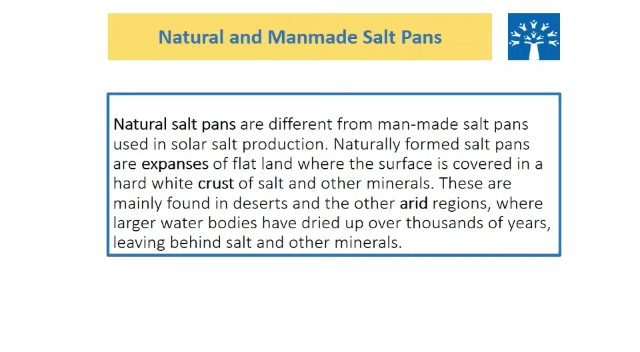 Natural and Manmade Salt Pans
Natural salt pans are different from man-made salt pans
used in solar salt production. Naturally formed salt pans
are expanses of flat land where the surface is covered in a
hard white crust of salt and other minerals. These are
mainly found in deserts and the other arid regions, where
larger water bodies have dried up over thousands of years,
leaving behind salt and other minerals.